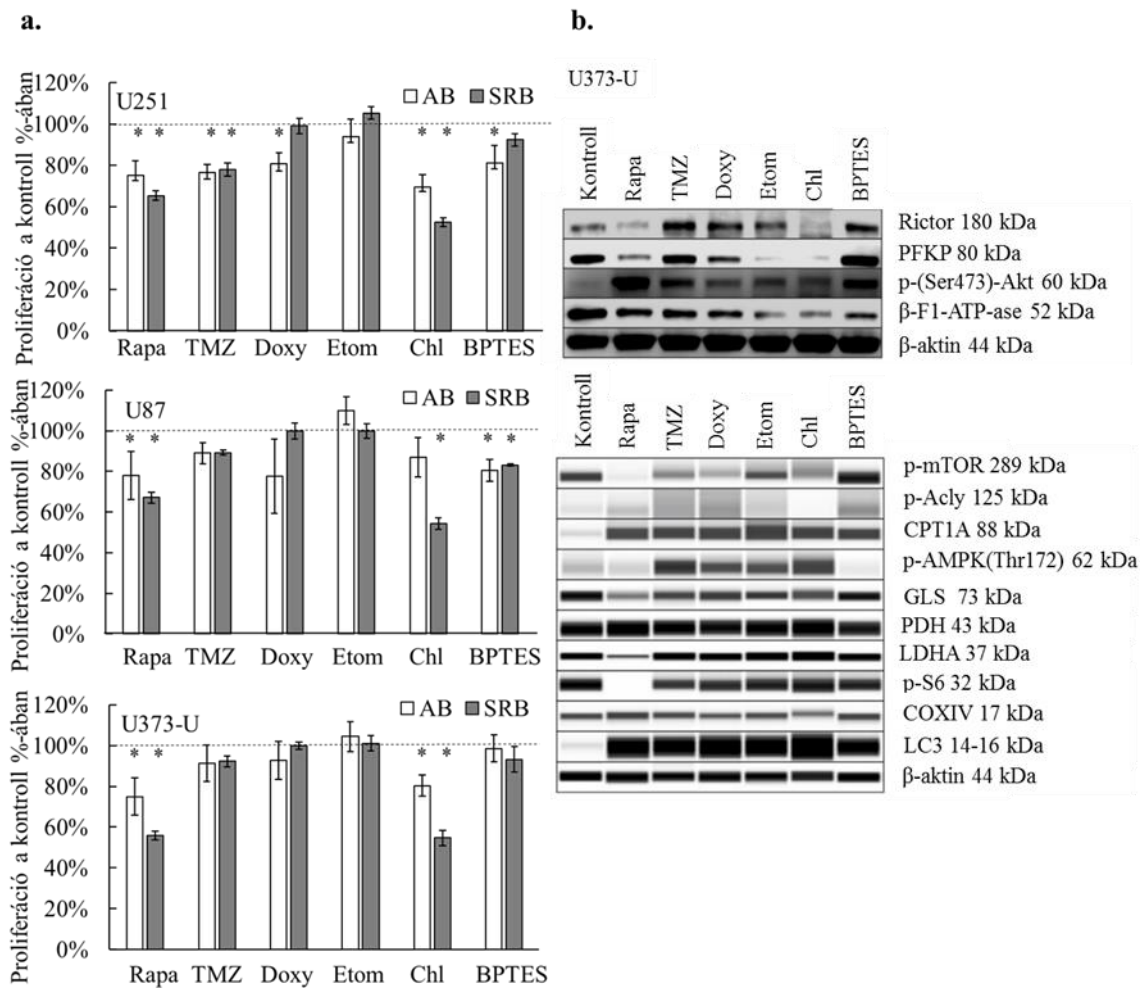 a.
Proliferáció a kontroll %-ában
U251
AB SRB
120%
100%
80%
60%
40%
20%
0%
* * * * * * * *
Rapa TMZ Doxy Etom Chl BPTES
Proliferáció a kontroll %-ában
U87
AB SRB
120%
100%
80%
60%
40%
20%
0%
* * * * *
Rapa TMZ Doxy Etom Chl BPTES
Proliferáció a kontroll %-ában
U373-U
AB SRB
120%
100%
80%
60%
40%
20%
0%
* * * *
Rapa TMZ Doxy Etom Chl BPTES
b.
U373-U
Kontroll Rapa TMZ Doxy Etom Chl BPTES
Rictor 180 kDa
PFKP 80 kDa
p-(Ser473)-Akt 60 kDa
β-F1-ATP-ase 52 kDa
β-aktin 44 kDa
Kontroll Rapa TMZ Doxy Etom Chl BPTES
p-mTOR 289 kDa
p-Acly 125 kDa
CPT1A 88 kDa
p-AMPK(Thr172) 62 kDa
GLS 73 kDa
PDH 43 kDa
LDHA 37 kDa
p-S6 32 kDa
COXIV 17 kDa
LC3 14-16 kDa
β-aktin 44 kDa